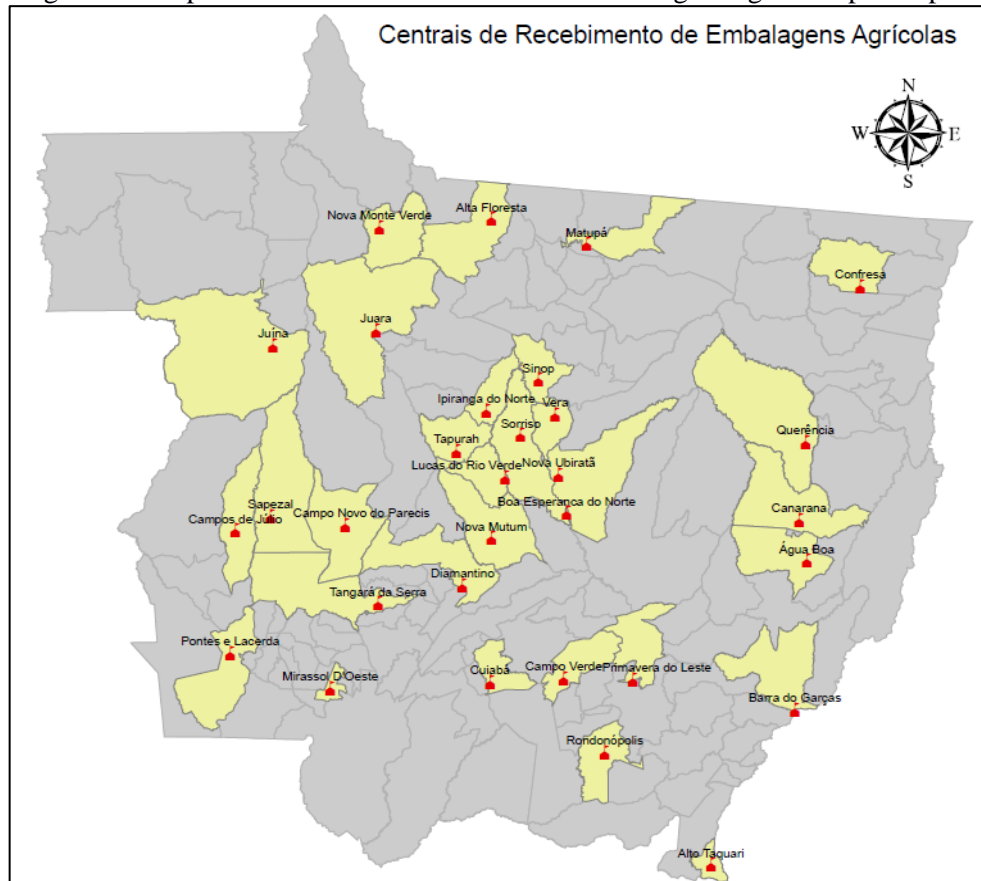 Centrais de Recebimento de Embalagens Agrícolas
N
W
E
S
Nova Monte Verde
Alta Floresta
Matupá
Confresa
Juína
Juara
Sinop
Ipiranga do Norte
Vera
Sorriso
Tapurah
Querência
Lucas do Rio Verde
Nova Ubiratã
Sapezal
Boa Esperança do Norte
Campos de Júlio
Campo Novo do Parecis
Canarana
Nova Mutum
Água Boa
Diamantino
Tangará da Serra
Pontes e Lacerda
Mirassol D'Oeste
Cuiabá
Campo Verde
Primavera do Leste
Barra do Garças
Rondonópolis
Alto Taquari